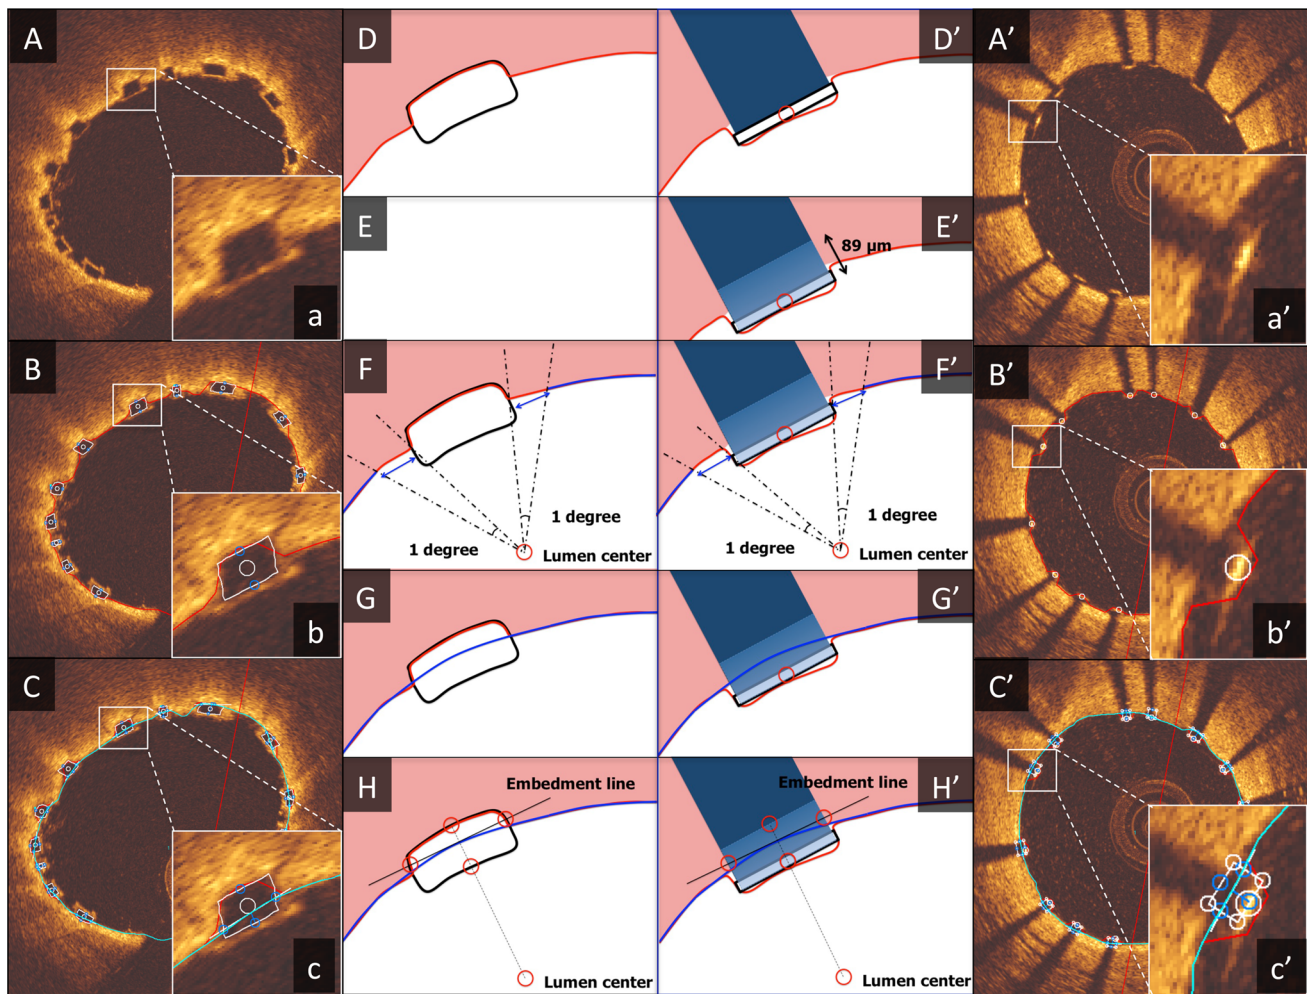 A
D
D’
A’
a
E
E’
89 µm
a’
B
F
F’
B’
1 degree
1 degree
Lumen center
1 degree
1 degree
Lumen center
b
b’
G
G’
C
C’
H
Embedment line
H’
Embedment line
c
Lumen center
Lumen center
c’